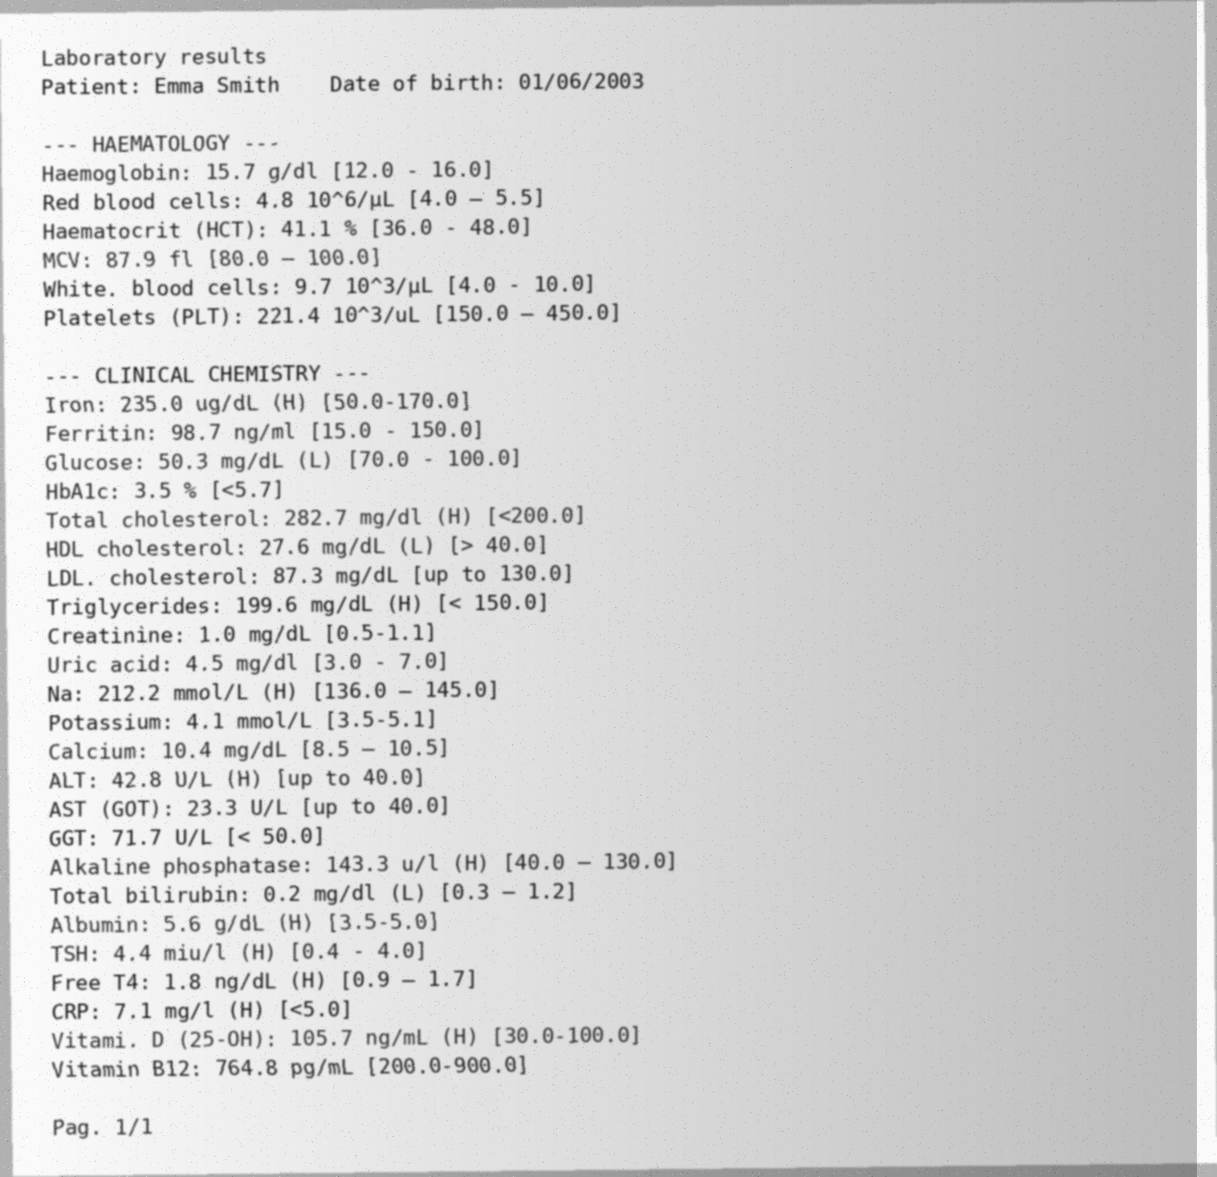 Laboratory results
Patient: Emma Smith    Date of birth: 01/06/2003
--- HAEMATOLOGY ---
Haemoglobin: 15.7 g/dl [12.0 - 16.0]
Red blood cells: 4.8 10^6/µL [4.0 – 5.5]
Haematocrit (HCT): 41.1 % [36.0 - 48.0]
MCV: 87.9 fl [80.0 – 100.0]
White. blood cells: 9.7 10^3/µL [4.0 - 10.0]
Platelets (PLT): 221.4 10^3/uL [150.0 – 450.0]
--- CLINICAL CHEMISTRY ---
Iron: 235.0 ug/dL (H) [50.0-170.0]
Ferritin: 98.7 ng/ml [15.0 - 150.0]
Glucose: 50.3 mg/dL (L) [70.0 - 100.0]
HbA1c: 3.5 % [<5.7]
Total cholesterol: 282.7 mg/dl (H) [<200.0]
HDL cholesterol: 27.6 mg/dL (L) [> 40.0]
LDL. cholesterol: 87.3 mg/dL [up to 130.0]
Triglycerides: 199.6 mg/dL (H) [< 150.0]
Creatinine: 1.0 mg/dL [0.5-1.1]
Uric acid: 4.5 mg/dl [3.0 - 7.0]
Na: 212.2 mmol/L (H) [136.0 – 145.0]
Potassium: 4.1 mmol/L [3.5-5.1]
Calcium: 10.4 mg/dL [8.5 – 10.5]
ALT: 42.8 U/L (H) [up to 40.0]
AST (GOT): 23.3 U/L [up to 40.0]
GGT: 71.7 U/L [< 50.0]
Alkaline phosphatase: 143.3 u/l (H) [40.0 – 130.0]
Total bilirubin: 0.2 mg/dl (L) [0.3 – 1.2]
Albumin: 5.6 g/dL (H) [3.5-5.0]
TSH: 4.4 miu/l (H) [0.4 - 4.0]
Free T4: 1.8 ng/dL (H) [0.9 – 1.7]
CRP: 7.1 mg/l (H) [<5.0]
Vitami. D (25-OH): 105.7 ng/mL (H) [30.0-100.0]
Vitamin B12: 764.8 pg/mL [200.0-900.0]
Pag. 1/1